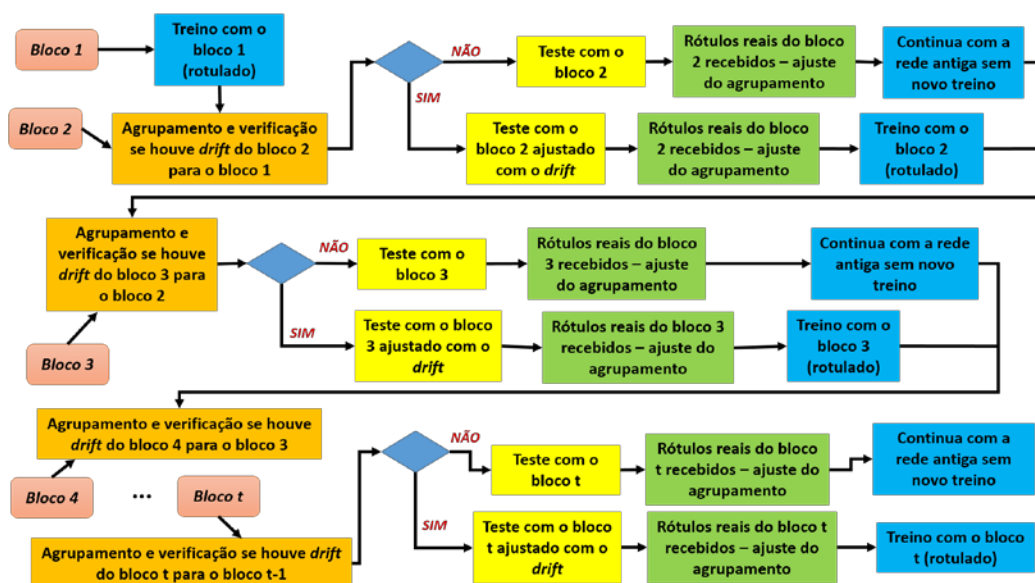 Bloco 1
Treino com o
bloco 1
(rotulado)
NÃO
Teste com o
bloco 2
Rótulos reais do bloco
2 recebidos – ajuste
do agrupamento
Continua com a
rede antiga sem
novo treino
Bloco 2
Agrupamento e verificação
se houve drift do bloco 2
para o bloco 1
SIM
Teste com o
bloco 2 ajustado
com o drift
Rótulos reais do bloco
2 recebidos – ajuste
do agrupamento
Treino com o
bloco 2
(rotulado)
Agrupamento e
verificação se houve
drift do bloco 3 para
o bloco 2
NÃO
Teste com o
bloco 3
Rótulos reais do bloco
3 recebidos – ajuste
do agrupamento
Continua com a rede
antiga sem novo
treino
Bloco 3
SIM
Teste com o bloco
3 ajustado com o
drift
Rótulos reais do bloco 3
recebidos – ajuste do
agrupamento
Treino com o
bloco 3
(rotulado)
Agrupamento e verificação se houve
drift do bloco 4 para o bloco 3
NÃO
Teste com o
bloco t
Rótulos reais do bloco
t recebidos – ajuste do
agrupamento
Continua com a
rede antiga sem
novo treino
Bloco 4
...
Bloco t
Agrupamento e verificação se houve drift
do bloco t para o bloco t-1
SIM
Teste com o bloco
t ajustado com o
drift
Rótulos reais do bloco t
recebidos – ajuste do
agrupamento
Treino com o bloco
t (rotulado)